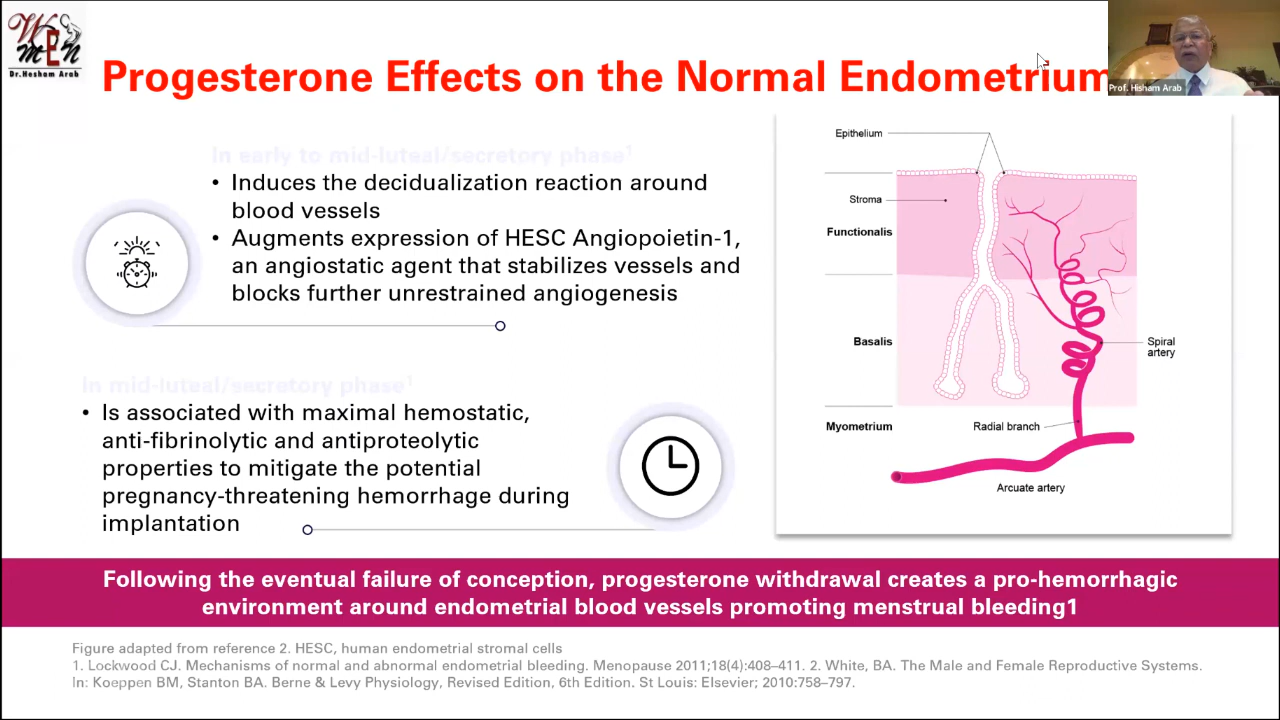 WOMEN
Dr.Hesham Arab
Progesterone Effects on the Normal Endometrium
Prof. Hisham Arab
In early to mid-luteal/secretory phase1
• Induces the decidualization reaction around
blood vessels
• Augments expression of HESC Angiopoietin-1,
an angiostatic agent that stabilizes vessels and
blocks further unrestrained angiogenesis
In mid-luteal/secretory phase1
• Is associated with maximal hemostatic,
anti-fibrinolytic and antiproteolytic
properties to mitigate the potential
pregnancy-threatening hemorrhage during
implantation
Epithelium
Stroma
Functionalis
Basalis
Spiral
artery
Myometrium
Radial branch
Arcuate artery
Following the eventual failure of conception, progesterone withdrawal creates a pro-hemorrhagic
environment around endometrial blood vessels promoting menstrual bleeding1
Figure adapted from reference 2. HESC, human endometrial stromal cells
1. Lockwood CJ. Mechanisms of normal and abnormal endometrial bleeding. Menopause 2011;18(4):408–411. 2. White, BA. The Male and Female Reproductive Systems.
In: Koeppen BM, Stanton BA. Berne & Levy Physiology, Revised Edition, 6th Edition. St Louis: Elsevier; 2010:758–797.